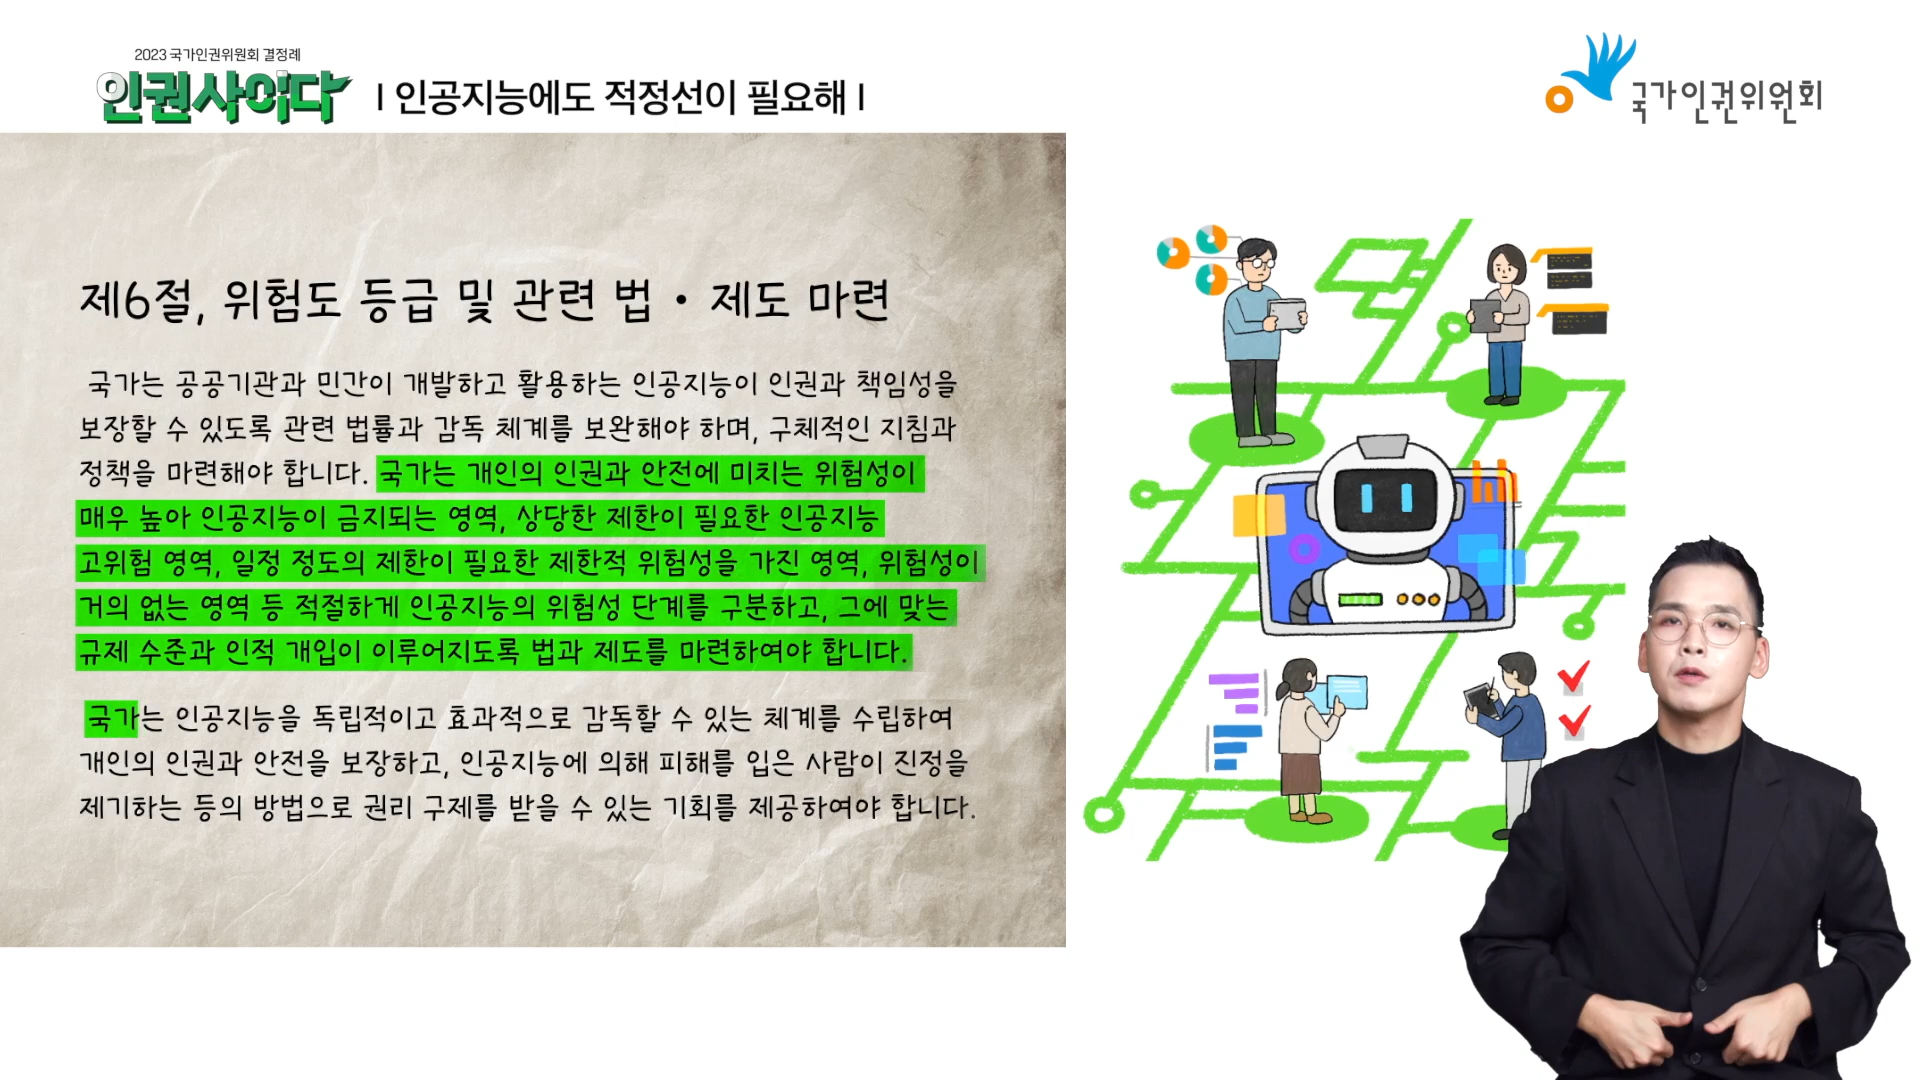 2023 국가인권위원회 결정례
인권사이다
| 인공지능에도 적정선이 필요해 |
국가인권위원회
제6절, 위험도 등급 및 관련 법・제도 마련
국가는 공공기관과 민간이 개발하고 활용하는 인공지능이 인권과 책임성을
보장할 수 있도록 관련 법률과 감독 체계를 보완해야 하며, 구체적인 지침과
정책을 마련해야 합니다. 국가는 개인의 인권과 안전에 미치는 위험성이
매우 높아 인공지능이 금지되는 영역, 상당한 제한이 필요한 인공지능
고위험 영역, 일정 정도의 제한이 필요한 제한적 위험성을 가진 영역, 위험성이
거의 없는 영역 등 적절하게 인공지능의 위험성 단계를 구분하고, 그에 맞는
규제 수준과 인적 개입이 이루어지도록 법과 제도를 마련하여야 합니다.
국가는 인공지능을 독립적이고 효과적으로 감독할 수 있는 체계를 수립하여
개인의 인권과 안전을 보장하고, 인공지능에 의해 피해를 입은 사람이 진정을
제기하는 등의 방법으로 권리 구제를 받을 수 있는 기회를 제공하여야 합니다.